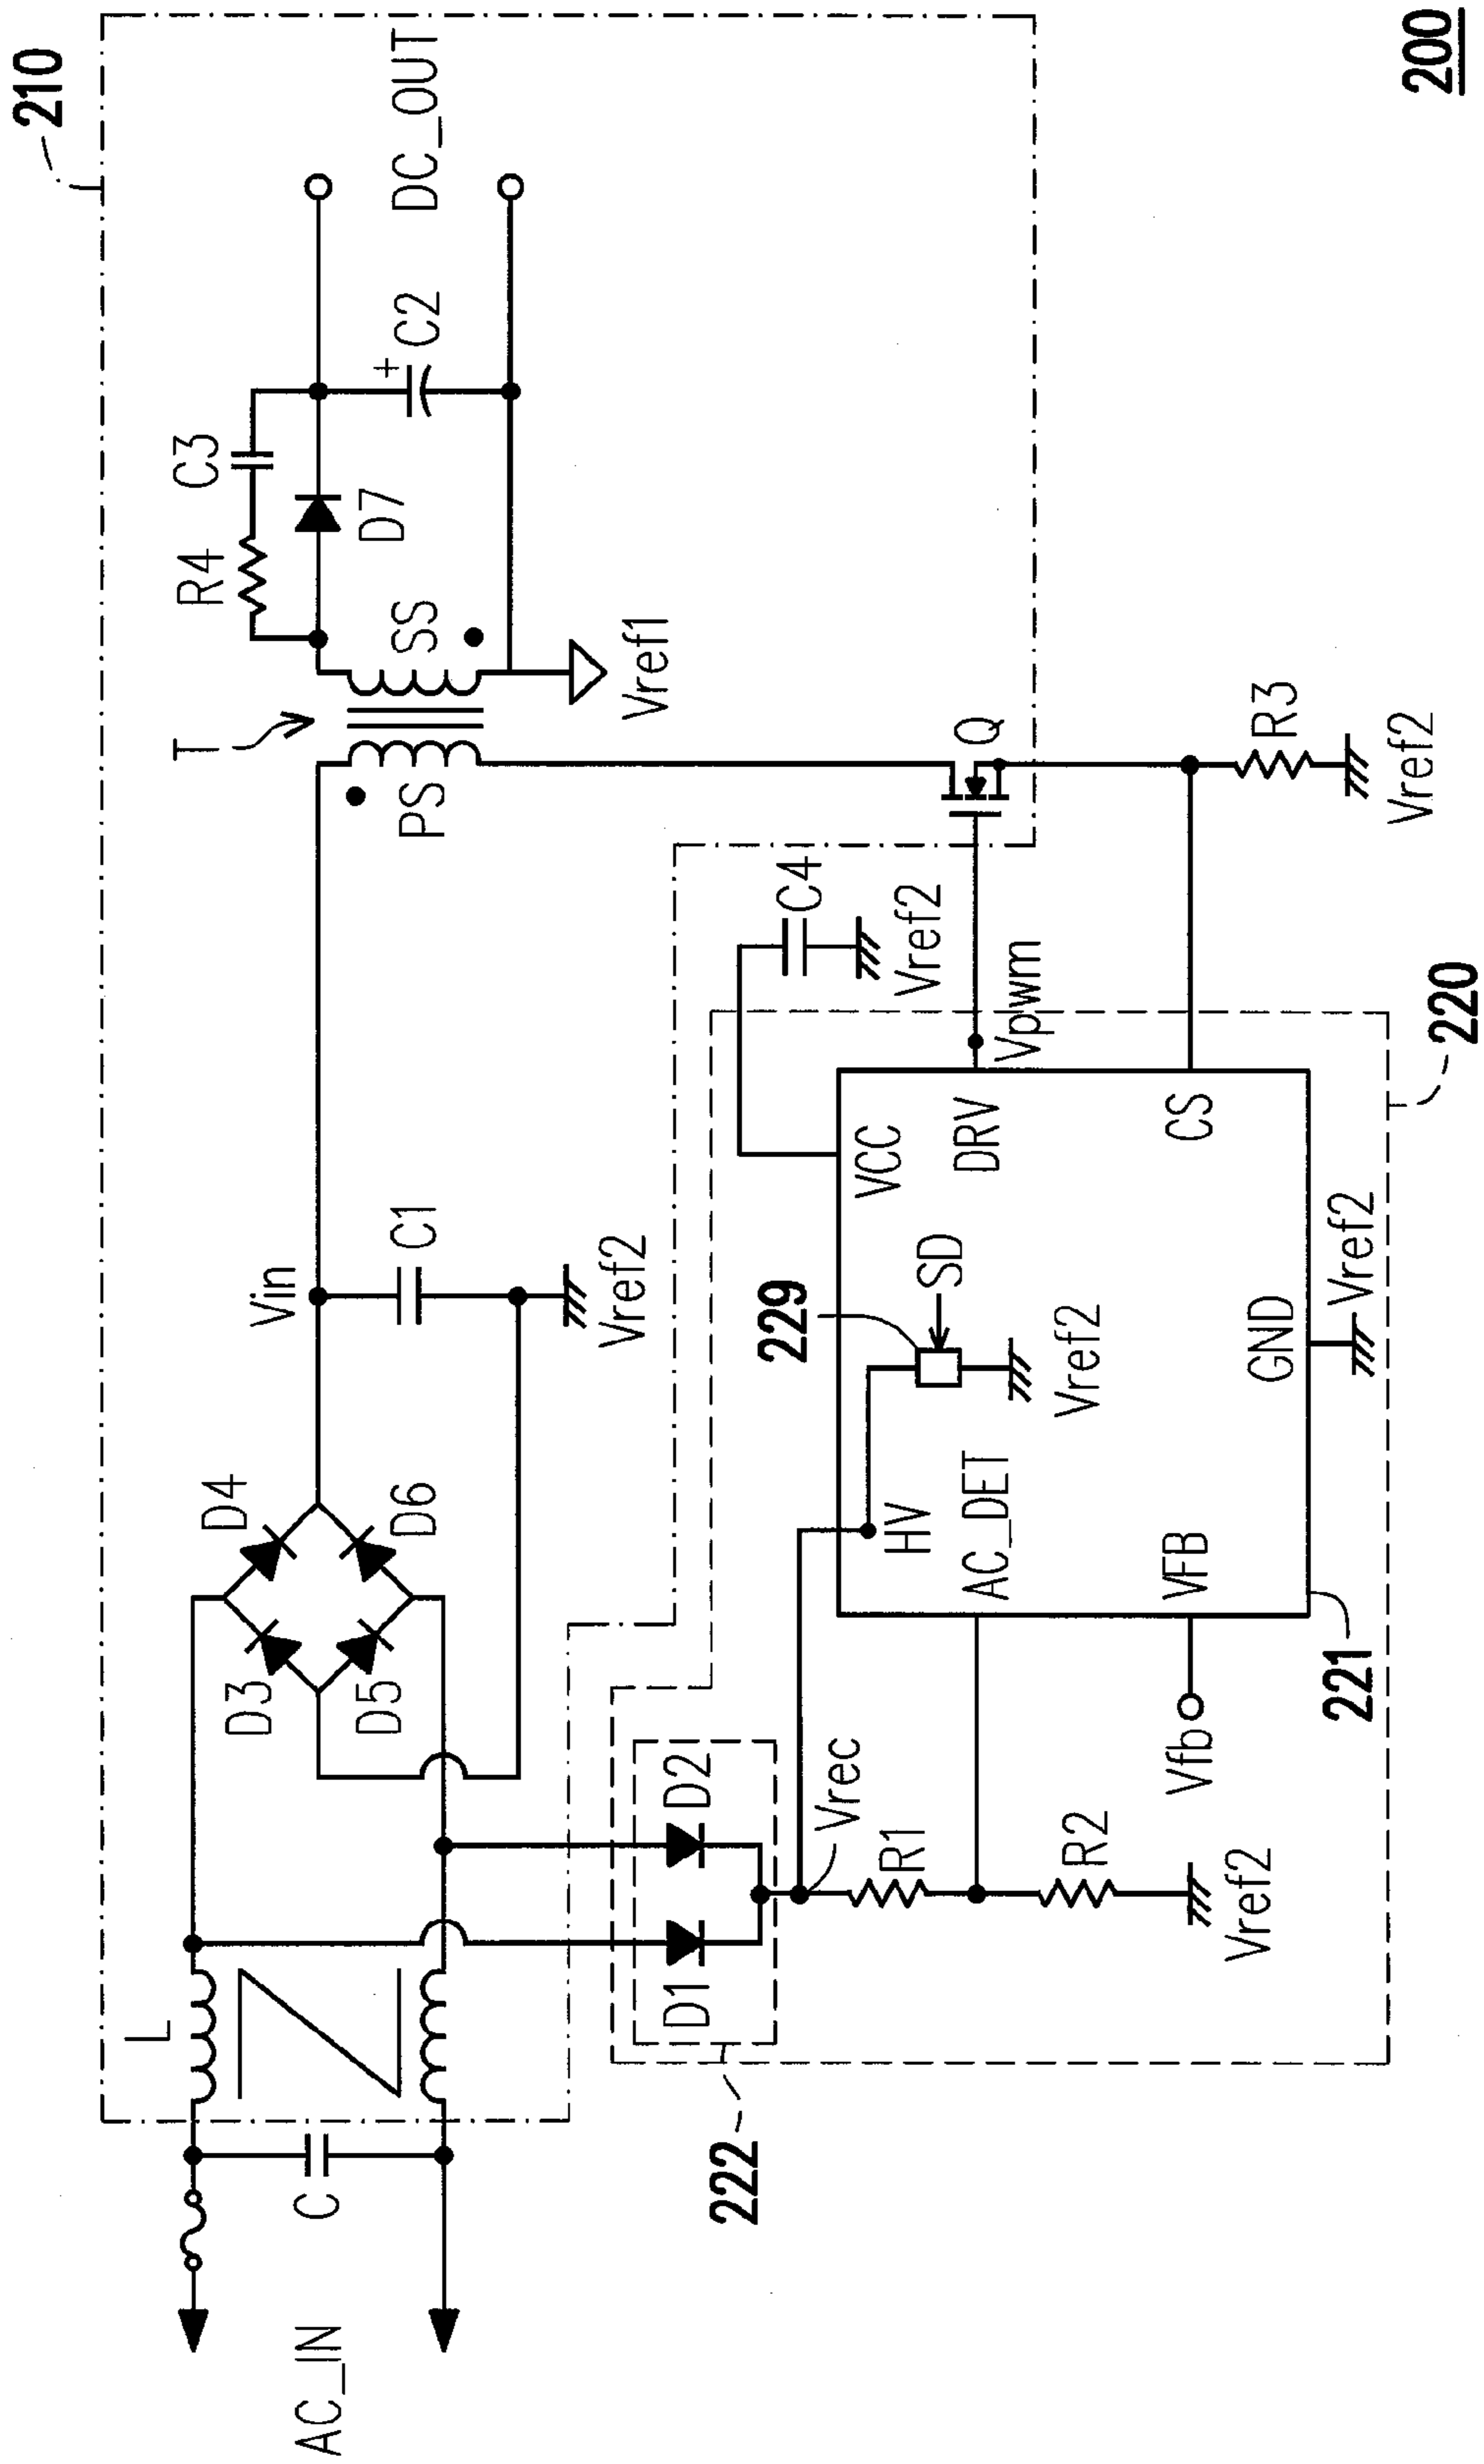 210
T
R4
C3
L
D4
Vin
PS
SS
D7
C2
+
DC_OUT
AC_IN
C
D3
D5
D6
C1
Vref2
Vref1
222
D1
D2
229
C4
Vref2
Q
Vrec
HV
VCC
SD
R1
AC_DET
DRV
Vpwm
Vref2
R2
Vfb
VFB
CS
R3
Vref2
GND
Vref2
Vref2
221
220
200